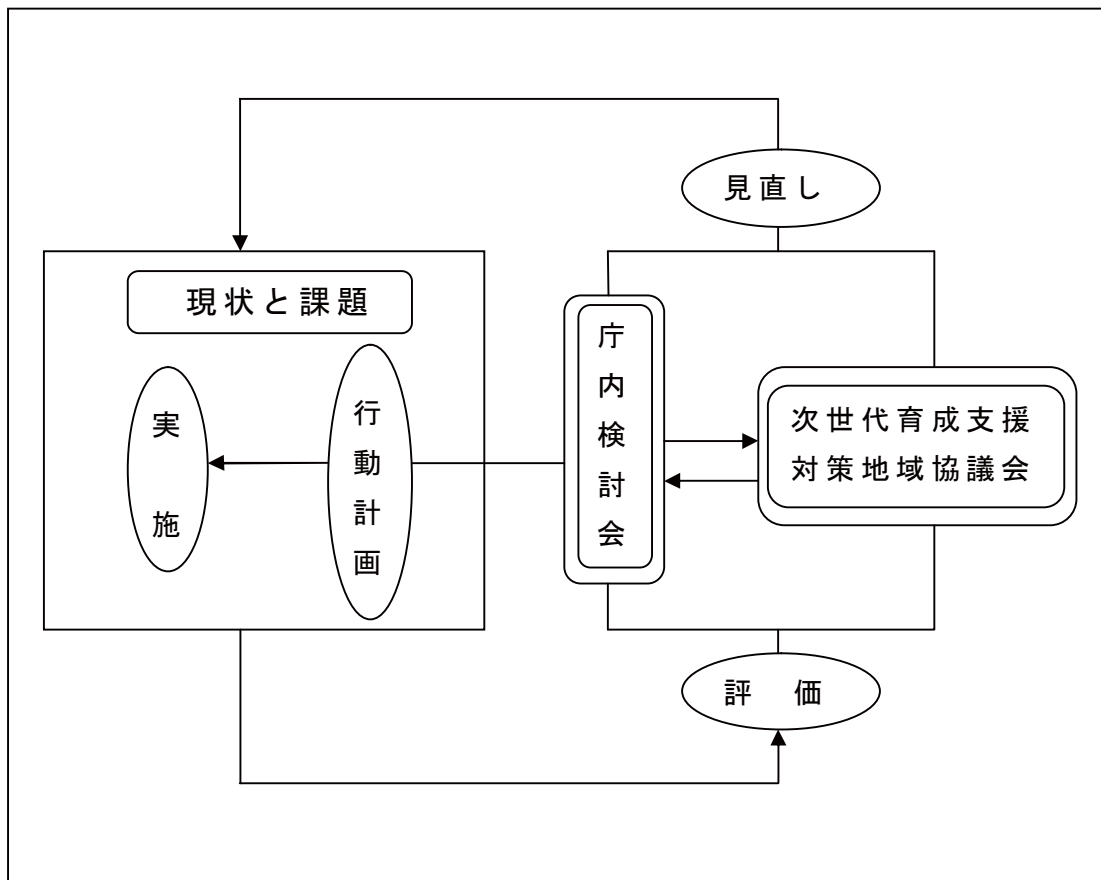 見直し
現状と課題
実施
行動計画
庁内検討会
次世代育成支援
対策地域協議会
評 価